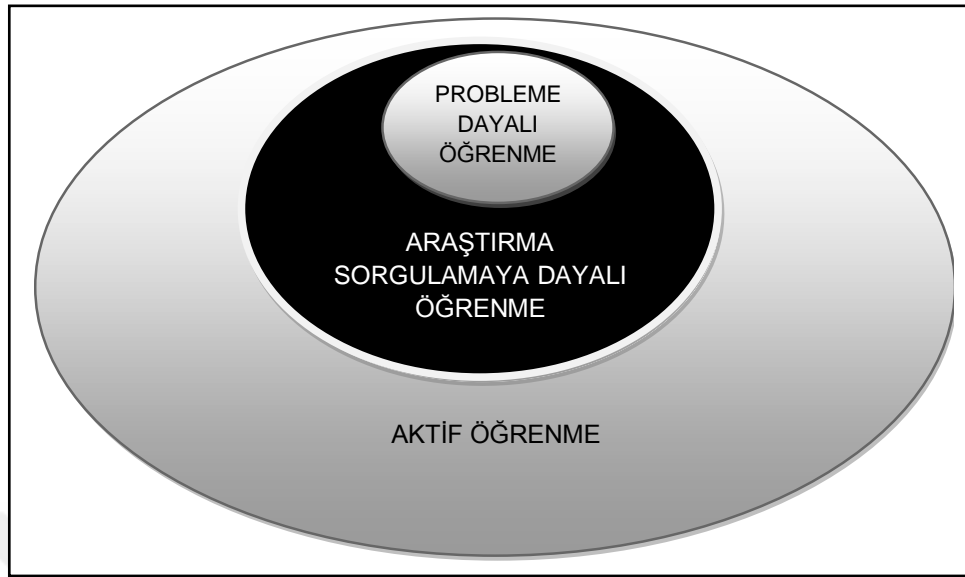 PROBLEME
DAYALI
ÖĞRENME
ARAŞTIRMA
SORGULAMAYA DAYALI
ÖĞRENME
AKTİF ÖĞRENME